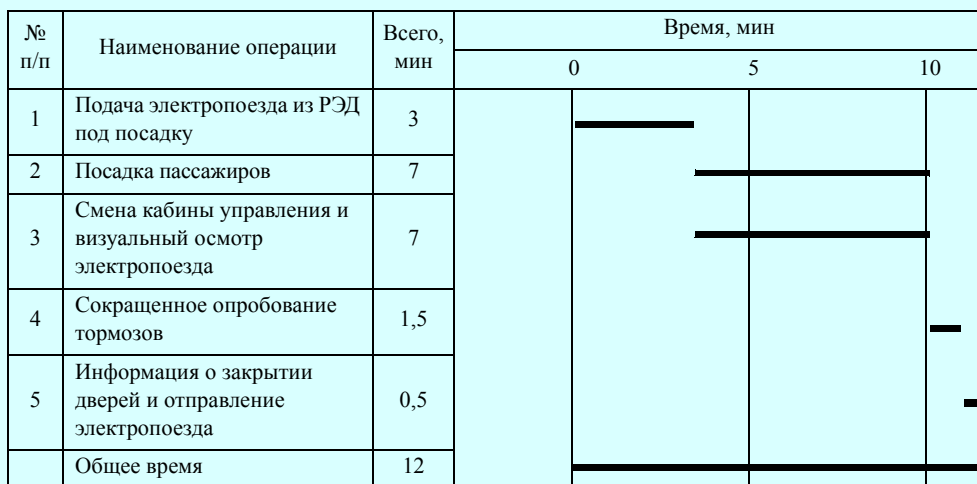 №
п/п
Наименование операции
Всего,
мин
Время, мин
0 5 10
1
Подача электропоезда из РЭД
под посадку
3
2 Посадка пассажиров 7
3
Смена кабины управления и
визуальный осмотр
электропоезда
7
4
Сокращенное опробование
тормозов
1,5
5
Информация о закрытии
дверей и отправление
электропоезда
0,5
Общее время 12